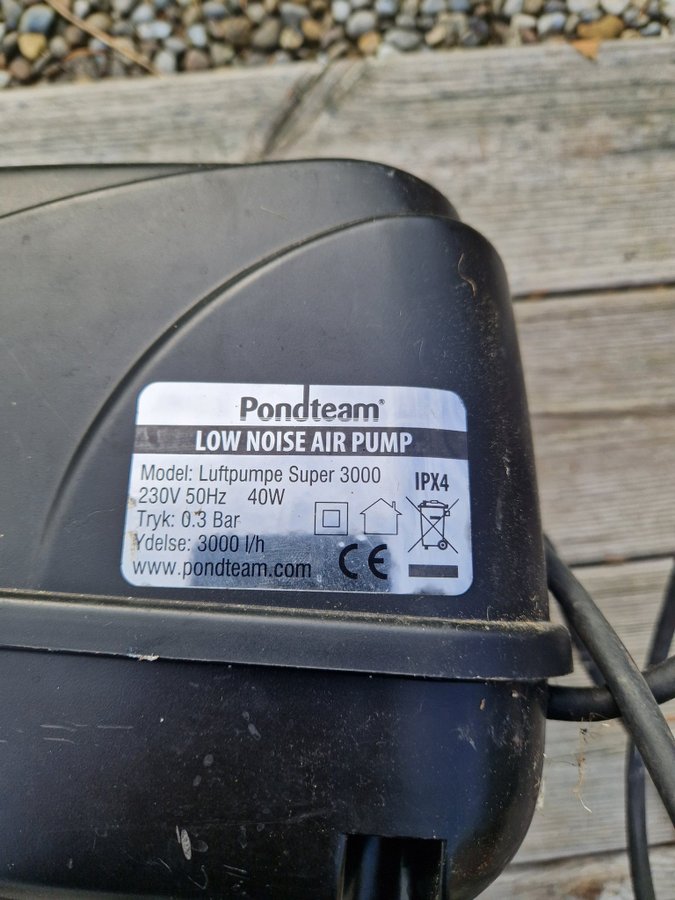 Pondteam®
LOW NOISE AIR PUMP
Model: Luftpumpe Super 3000
230V 50Hz 40W
IPX4
Tryk: 0.3 Bar
Ydelse: 3000 l/h
www.pondteam.com
CE